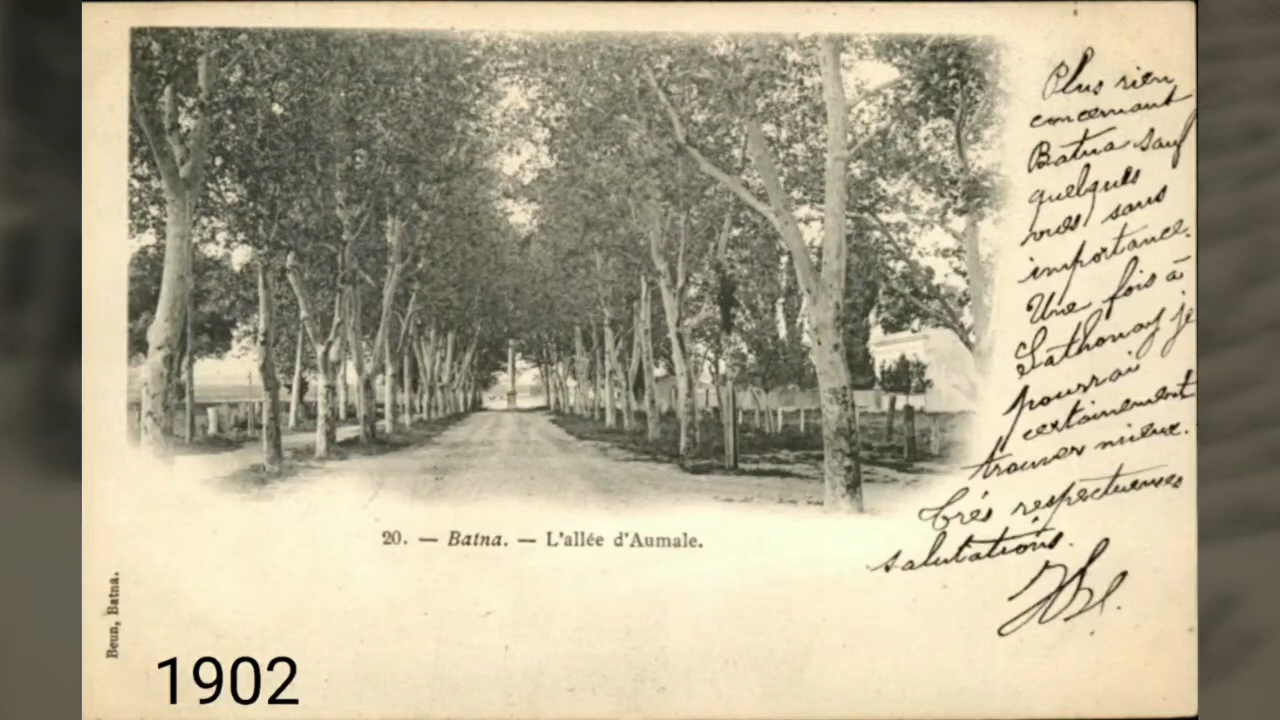 Plus rien
concernant
Batna sauf
quelques
vues sans
importance.
Une fois à
Sathonay je
pourrai
certainement
trouver mieux.
Très respectueuses
salutations.
20. — Batna. — L'allée d'Aumale.
Beun, Batna.
1902